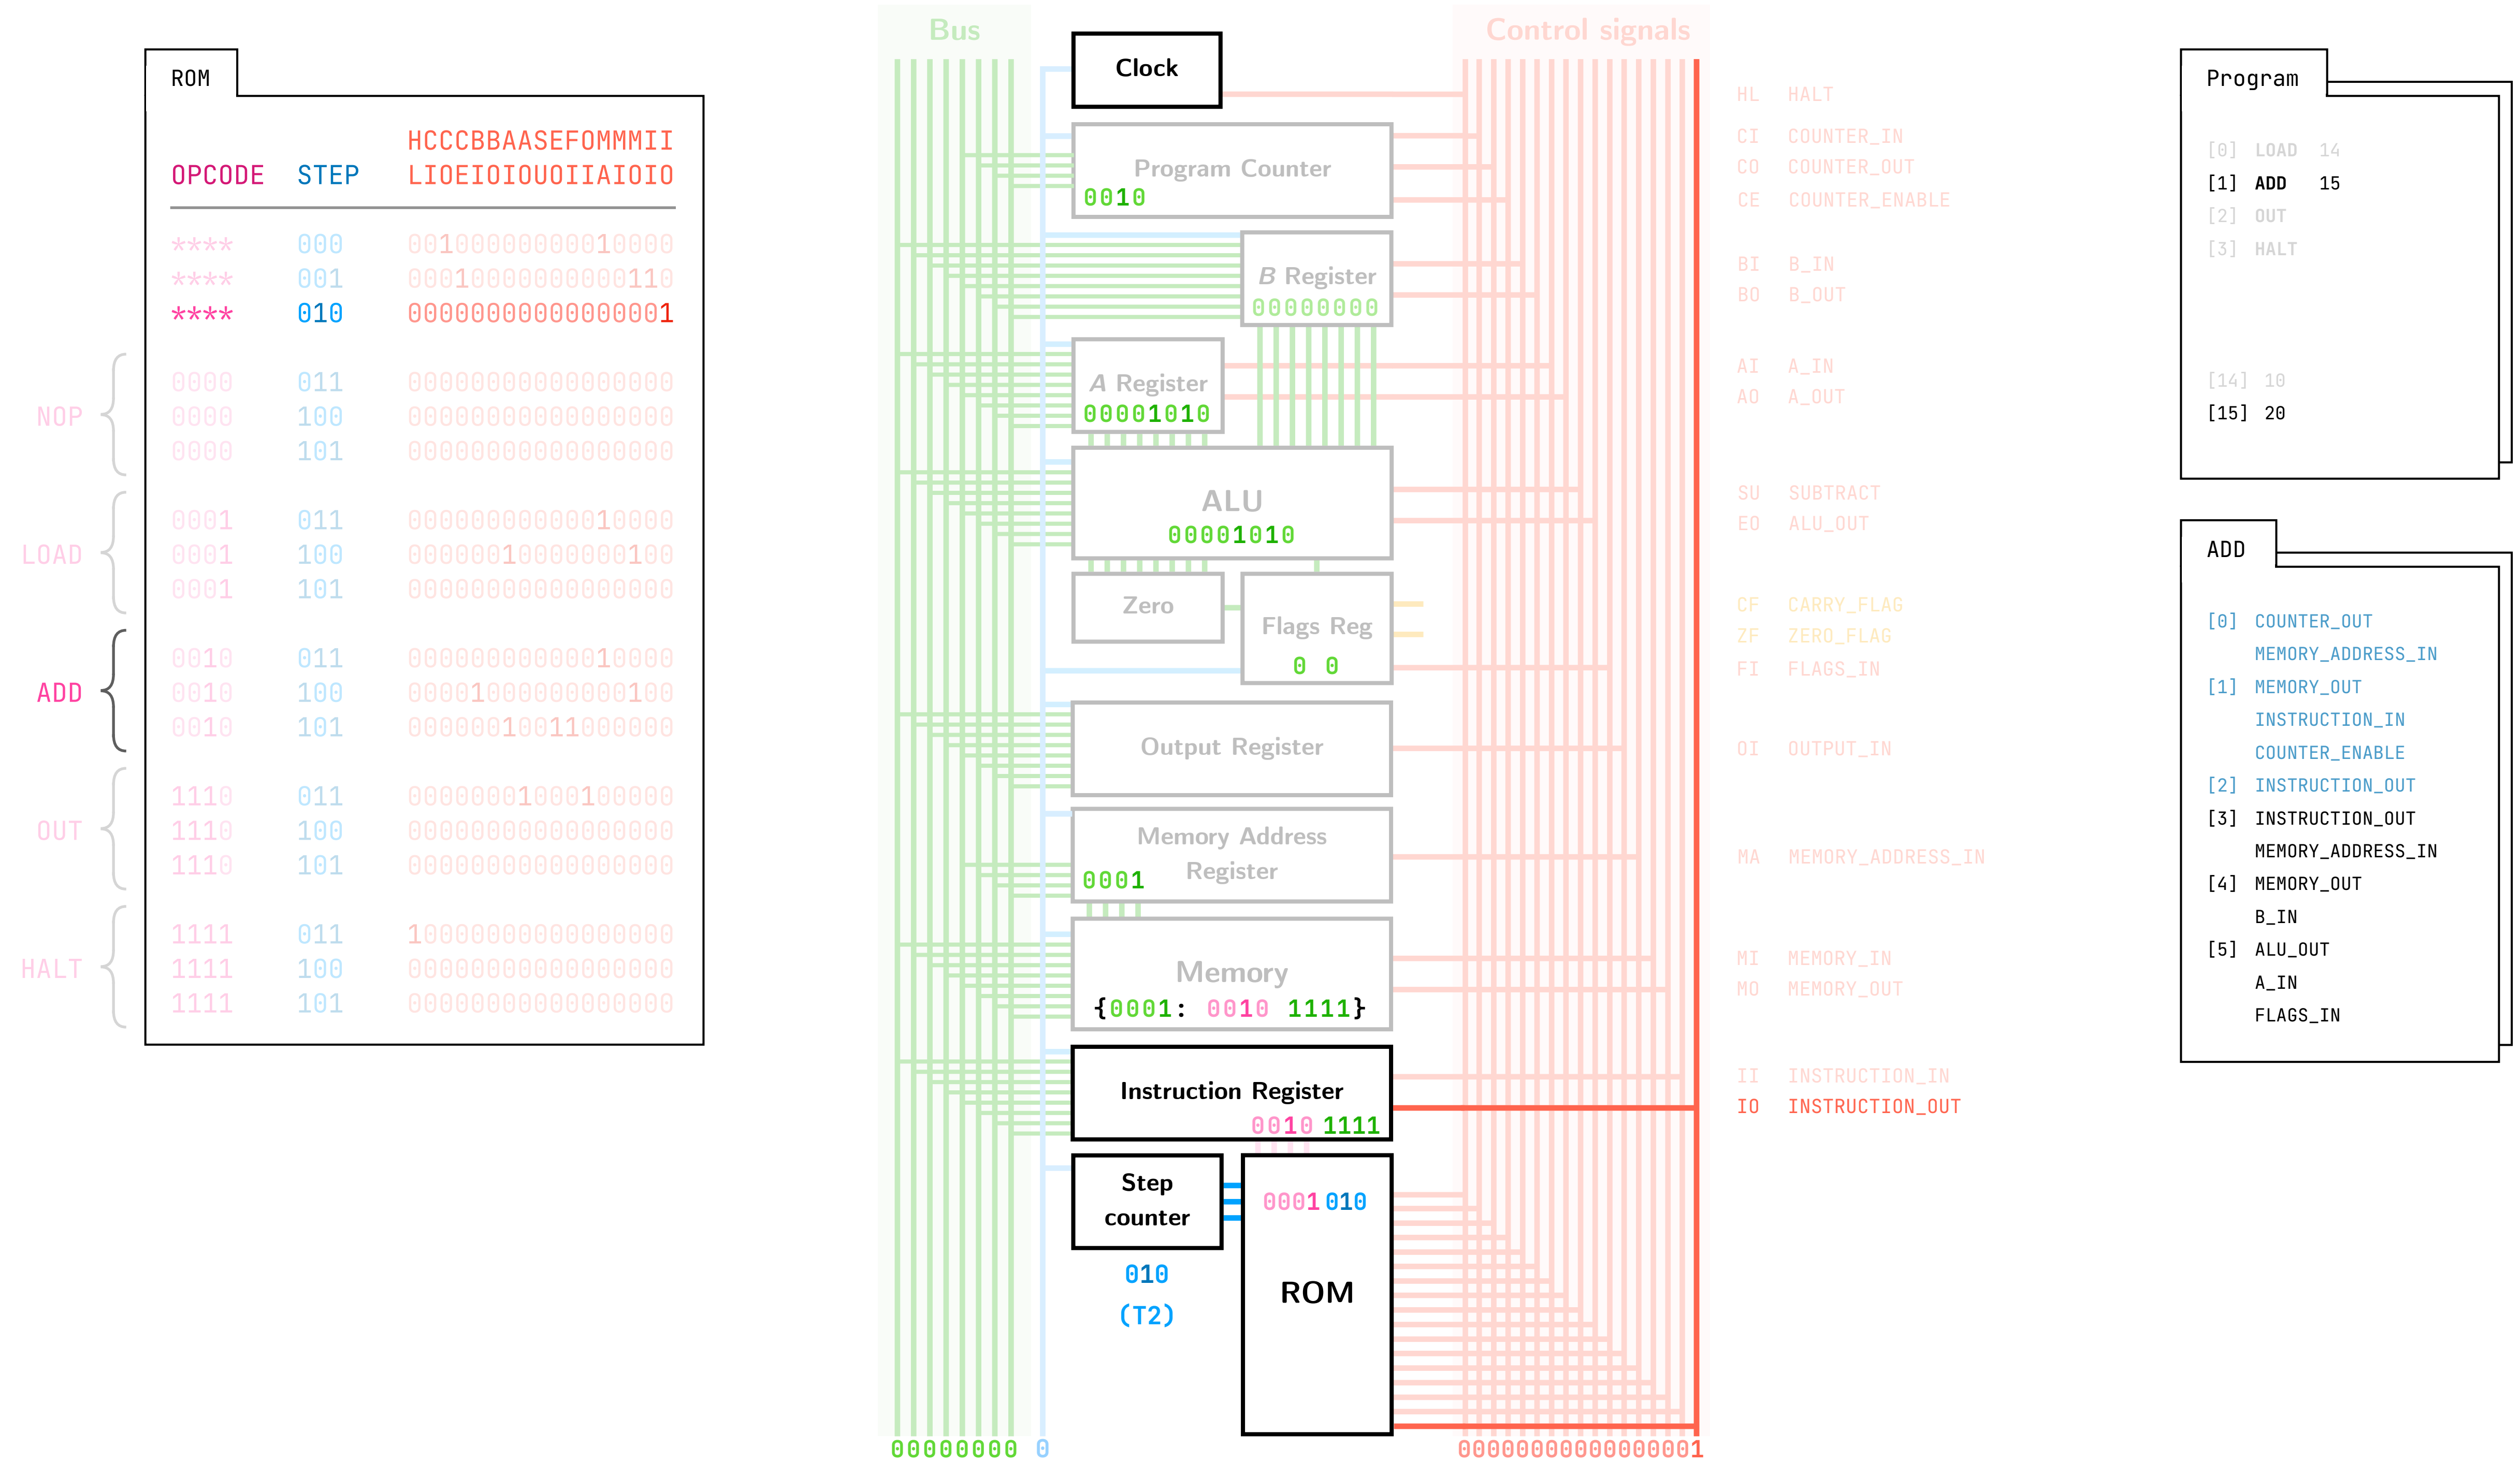 ROM
HCCCBBAASEFOMMMII
OPCODE STEP LIOEIOIOUOIIAIOIO
**** 000 00100000000010000
**** 001 00010000000000110
**** 010 00000000000000001
NOP
0000 011 00000000000000000
0000 100 00000000000000000
0000 101 00000000000000000
LOAD
0001 011 00000000000010000
0001 100 00000010000000100
0001 101 00000000000000000
ADD
0010 011 00000000000010000
0010 100 00001000000000100
0010 101 00000010011000000
OUT
1110 011 00000001000100000
1110 100 00000000000000000
1110 101 00000000000000000
HALT
1111 011 10000000000000000
1111 100 00000000000000000
1111 101 00000000000000000
Bus
Control signals
Clock
Program Counter
0010
B Register
00000000
A Register
00001010
ALU
00001010
Zero
Flags Reg
0 0
Output Register
Memory Address
Register
0001
Memory
{0001: 0010 1111}
Instruction Register
0010 1111
Step
counter
010
(T2)
0001 010
ROM
00000000 0
00000000000000001
HL HALT
CI COUNTER_IN
CO COUNTER_OUT
CE COUNTER_ENABLE
BI B_IN
BO B_OUT
AI A_IN
AO A_OUT
SU SUBTRACT
EO ALU_OUT
CF CARRY_FLAG
ZF ZERO_FLAG
FI FLAGS_IN
OI OUTPUT_IN
MA MEMORY_ADDRESS_IN
MI MEMORY_IN
MO MEMORY_OUT
II INSTRUCTION_IN
IO INSTRUCTION_OUT
Program
[0] LOAD 14
[1] ADD 15
[2] OUT
[3] HALT
[14] 10
[15] 20
ADD
[0] COUNTER_OUT
MEMORY_ADDRESS_IN
[1] MEMORY_OUT
INSTRUCTION_IN
COUNTER_ENABLE
[2] INSTRUCTION_OUT
[3] INSTRUCTION_OUT
MEMORY_ADDRESS_IN
[4] MEMORY_OUT
B_IN
[5] ALU_OUT
A_IN
FLAGS_IN